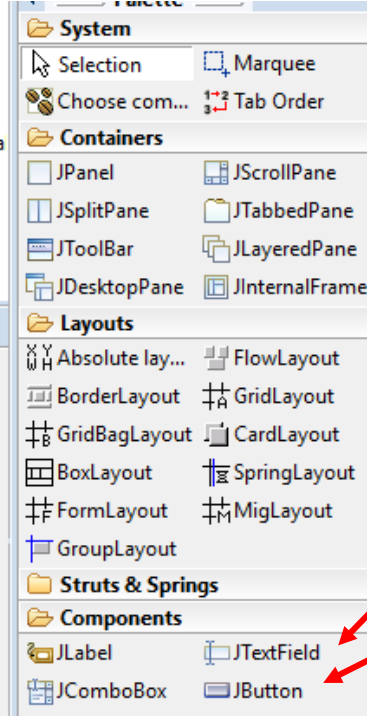 Palette
System
Selection Marquee
Choose com... Tab Order
Containers
JPanel JScrollPane
JSplitPane JTabbedPane
JToolBar JLayeredPane
JDesktopPane JInternalFrame
Layouts
Absolute lay... FlowLayout
BorderLayout GridLayout
GridBagLayout CardLayout
BoxLayout SpringLayout
FormLayout MigLayout
GroupLayout
Struts & Springs
Components
JLabel JTextField
JComboBox JButton